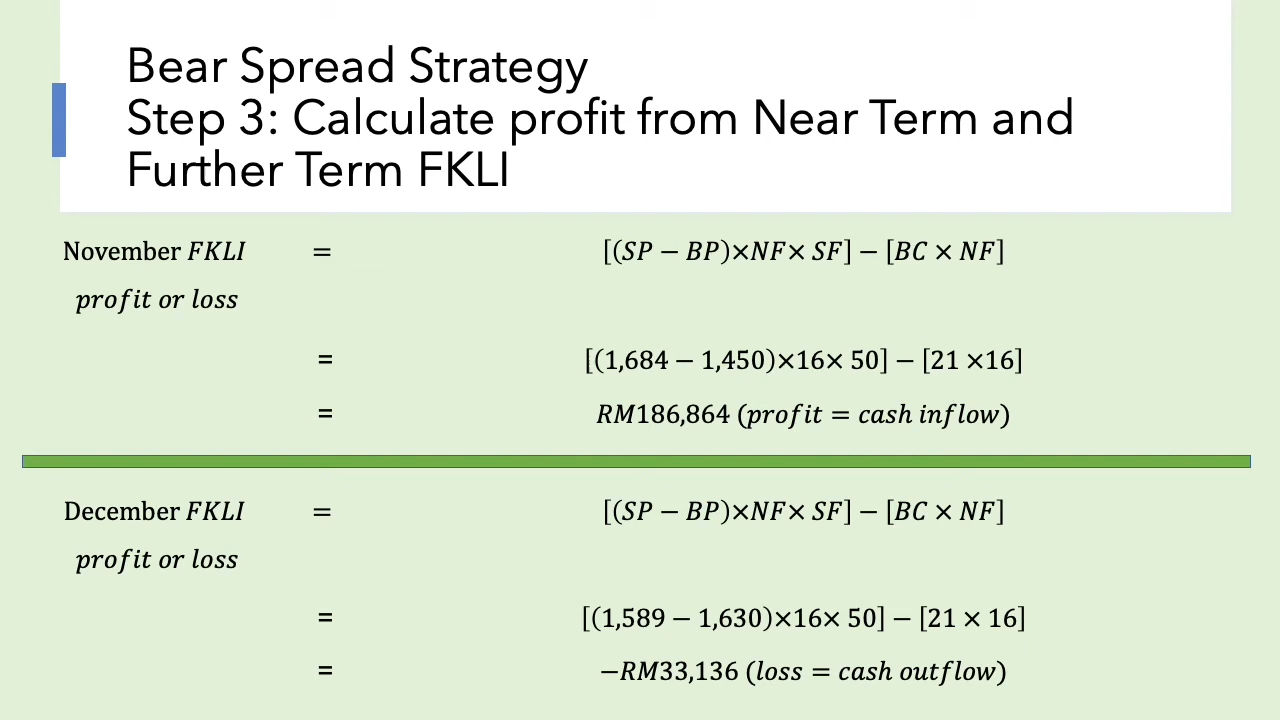 Bear Spread Strategy
Step 3: Calculate profit from Near Term and
Further Term FKLI
November FKLI = [(SP − BP)×NF× SF] − [BC × NF]
profit or loss
= [(1,684 − 1,450)×16× 50] − [21 ×16]
= RM186,864 (profit = cash inflow)
December FKLI = [(SP − BP)×NF× SF] − [BC × NF]
profit or loss
= [(1,589 − 1,630)×16× 50] − [21 × 16]
= −RM33,136 (loss = cash outflow)